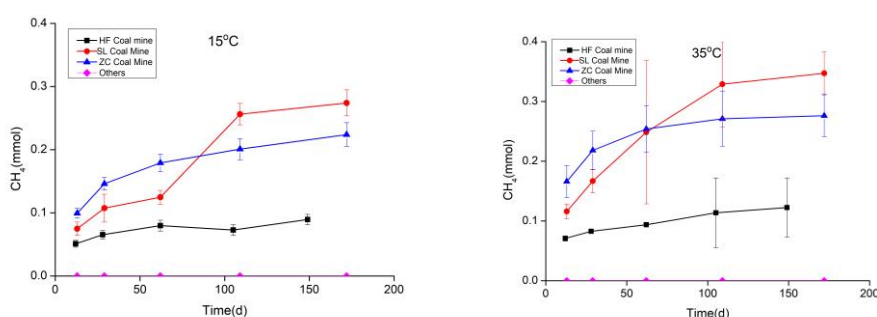 0.4
0.3
0.2
0.1
0.0
CH₄(mmol)
HF Coal mine
SL Coal Mine
ZC Coal Mine
Others
15°C
0
50
100
150
200
Time(d)
0.4
0.3
0.2
0.1
0.0
CH₄(mmol)
HF Coal mine
SL Coal Mine
ZC Coal Mine
Others
35°C
0
50
100
150
200
Time(d)